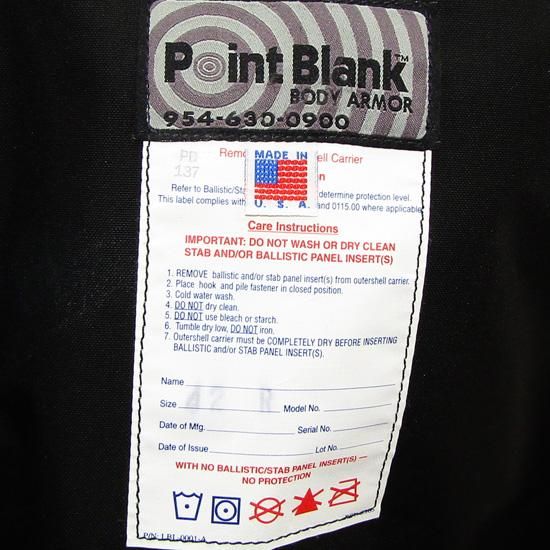 Point Blank™
BODY ARMOR
954-630-0900
PD
137
MADE IN
U. S. A.
Remo ell Carrier
n
Refer to Ballistic/Sta determine protection level.
This label complies with and 0115.00 where applicable
Care Instructions
IMPORTANT: DO NOT WASH OR DRY CLEAN
STAB AND/OR BALLISTIC PANEL INSERT(S)
1. REMOVE ballistic and/or stab panel insert(s) from outershell carrier.
2. Place hook and pile fastener in closed position.
3. Cold water wash.
4. DO NOT dry clean.
5. DO NOT use bleach or starch.
6. Tumble dry low, DO NOT iron.
7. Outershell carrier must be COMPLETELY DRY BEFORE INSERTING
BALLISTIC and/or STAB PANEL INSERT(S).
Name
Size 42 R Model No.
Date of Mfg. Serial No.
Date of Issue Lot No.
WITH NO BALLISTIC/STAB PANEL INSERT(S) —
NO PROTECTION
P/N: LBL-0001-A